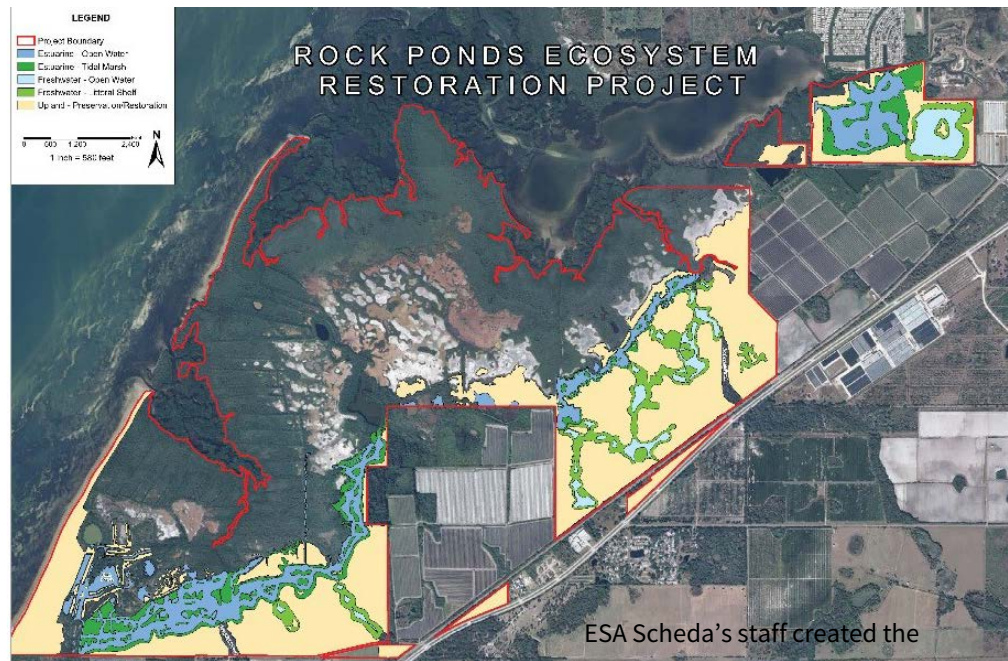 LEGEND
Project Boundary
Estuarine - Open Water
Estuarine - Tidal Marsh
Freshwater - Open Water
Freshwater - Littoral Shelf
Upland - Preservation/Restoration
0 600 1,200 2,400
N
1 inch = 580 feet
ROCK PONDS ECOSYSTEM
RESTORATION PROJECT
ESA Scheda’s staff created the